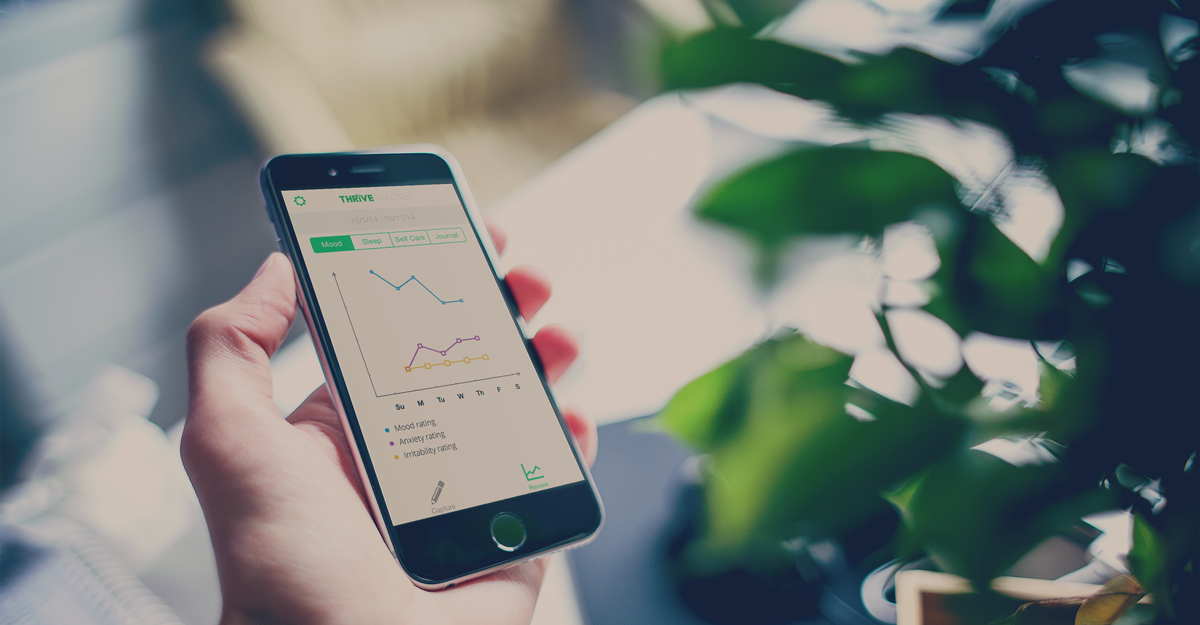 THRIVE
10/5/14 - 10/11/14
Mood Sleep Self Care Journal
Su M Tu W Th F S
Mood rating
Anxiety rating
Irritability rating
Capture Review